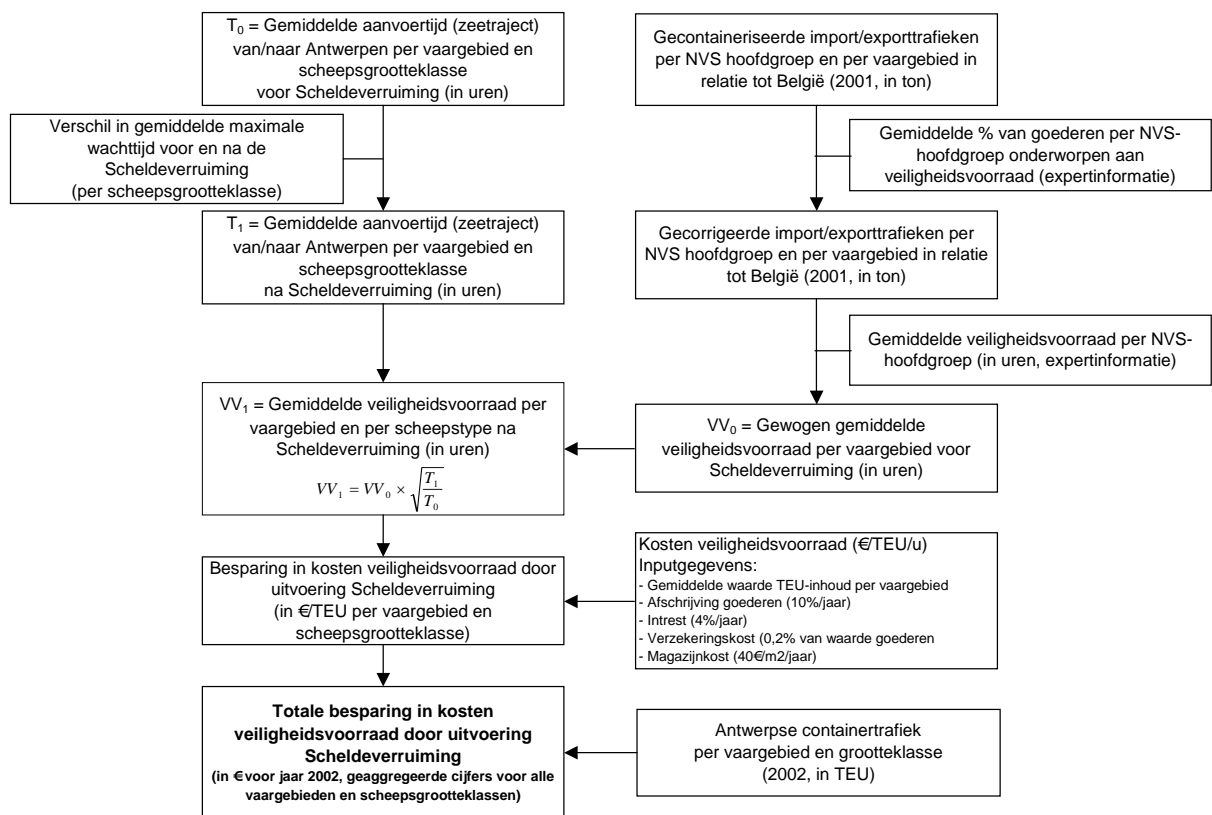 T₀ = Gemiddelde aanvoertijd (zeetraject)
van/naar Antwerpen per vaargebied en
scheepsgrootteklasse
voor Scheldeverruiming (in uren)
Gecontaineriseerde import/exporttrafieken
per NVS hoofdgroep en per vaargebied in
relatie tot België (2001, in ton)
Verschil in gemiddelde maximale
wachttijd voor en na de
Scheldeverruiming
(per scheepsgrootteklasse)
Gemiddelde % van goederen per NVS-
hoofdgroep onderworpen aan
veiligheidsvoorraad (expertinformatie)
T₁ = Gemiddelde aanvoertijd (zeetraject)
van/naar Antwerpen per vaargebied en
scheepsgrootteklasse
na Scheldeverruiming (in uren)
Gecorrigeerde import/exporttrafieken per
NVS hoofdgroep en per vaargebied in relatie
tot België (2001, in ton)
Gemiddelde veiligheidsvoorraad per NVS-
hoofdgroep (in uren, expertinformatie)
VV₁ = Gemiddelde veiligheidsvoorraad per
vaargebied en per scheepstype na
Scheldeverruiming (in uren)
VV₁ = VV₀ × √(T₁/T₀)
VV₀ = Gewogen gemiddelde
veiligheidsvoorraad per vaargebied voor
Scheldeverruiming (in uren)
Besparing in kosten veiligheidsvoorraad door
uitvoering Scheldeverruiming
(in €/TEU per vaargebied en
scheepsgrootteklasse)
Kosten veiligheidsvoorraad (€/TEU/u)
Inputgegevens:
- Gemiddelde waarde TEU-inhoud per vaargebied
- Afschrijving goederen (10%/jaar)
- Intrest (4%/jaar)
- Verzekeringskost (0,2% van waarde goederen
- Magazijnkost (40€/m2/jaar)
Totale besparing in kosten
veiligheidsvoorraad door uitvoering
Scheldeverruiming
(in € voor jaar 2002, geaggregeerde cijfers voor alle
vaargebieden en scheepsgrootteklassen)
Antwerpse containertrafiek
per vaargebied en grootteklasse
(2002, in TEU)